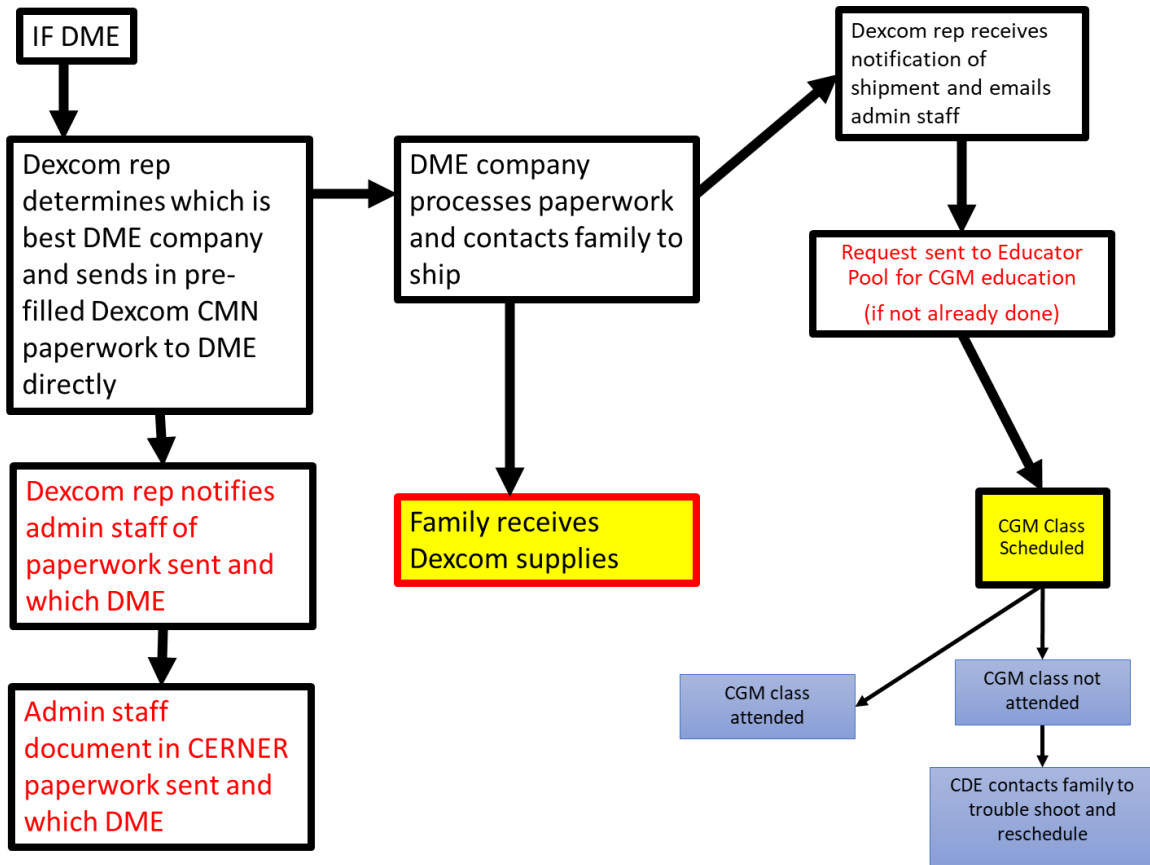 IF DME
Dexcom rep
determines which is
best DME company
and sends in pre-
filled Dexcom CMN
paperwork to DME
directly
Dexcom rep notifies
admin staff of
paperwork sent and
which DME
Admin staff
document in CERNER
paperwork sent and
which DME
DME company
processes paperwork
and contacts family to
ship
Family receives
Dexcom supplies
Dexcom rep receives
notification of
shipment and emails
admin staff
Request sent to Educator
Pool for CGM education
(if not already done)
CGM Class
Scheduled
CGM class
attended
CGM class not
attended
CDE contacts family to
trouble shoot and
reschedule